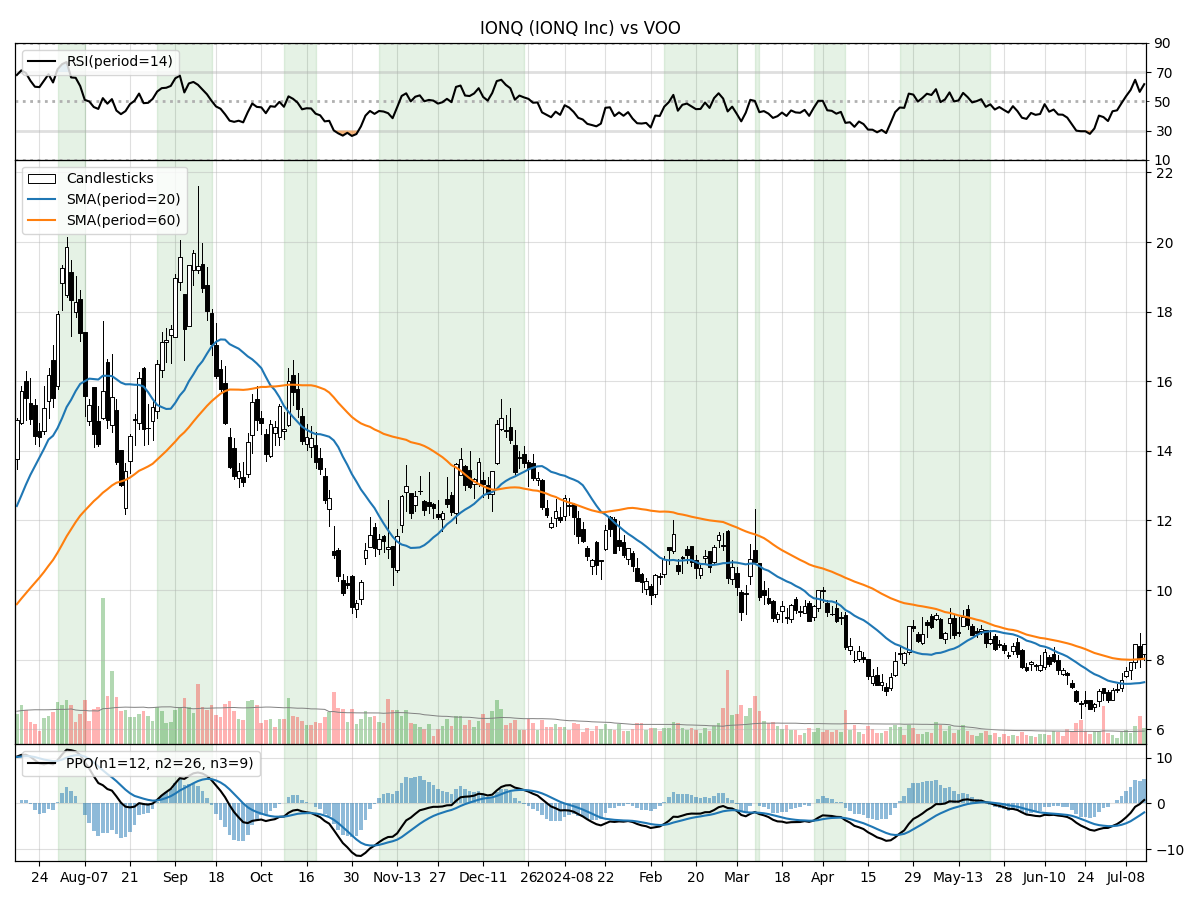 IONQ (IONQ Inc) vs VOO
RSI(period=14)
90
70
50
30
10
Candlesticks
SMA(period=20)
SMA(period=60)
22
20
18
16
14
12
10
8
6
PPO(n1=12, n2=26, n3=9)
10
0
−10
24 Aug-07 21 Sep 18 Oct 16 30 Nov-13 27 Dec-11 26 2024-08 22 Feb 20 Mar 18 Apr 15 29 May-13 28 Jun-10 24 Jul-08